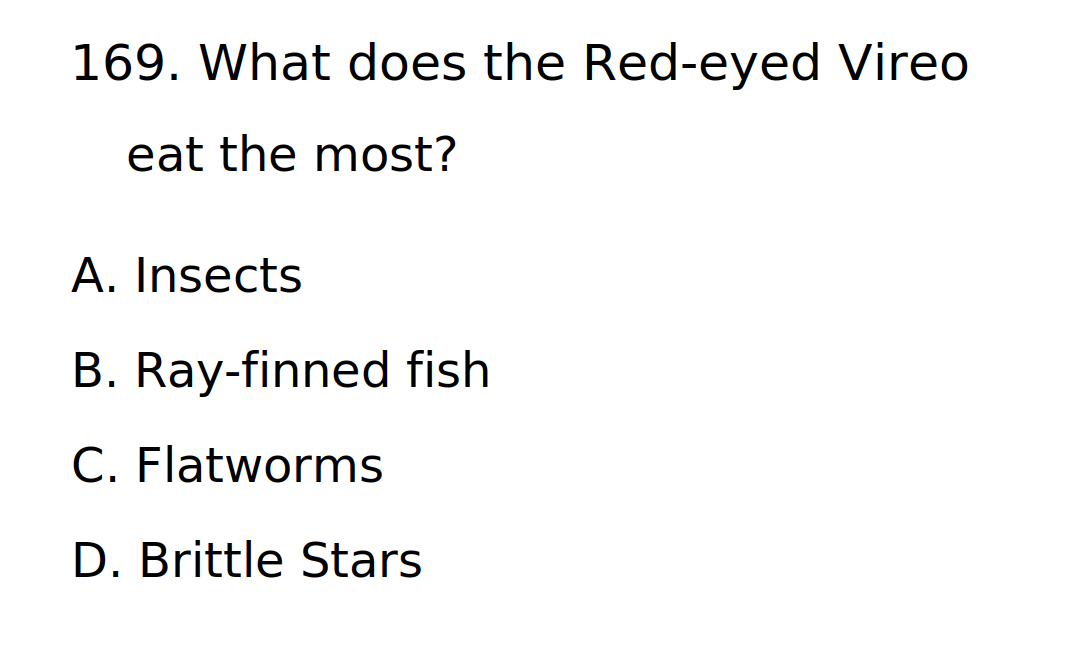 169. What does the Red-eyed Vireo
eat the most?
A. Insects
B. Ray-finned fish
C. Flatworms
D. Brittle Stars